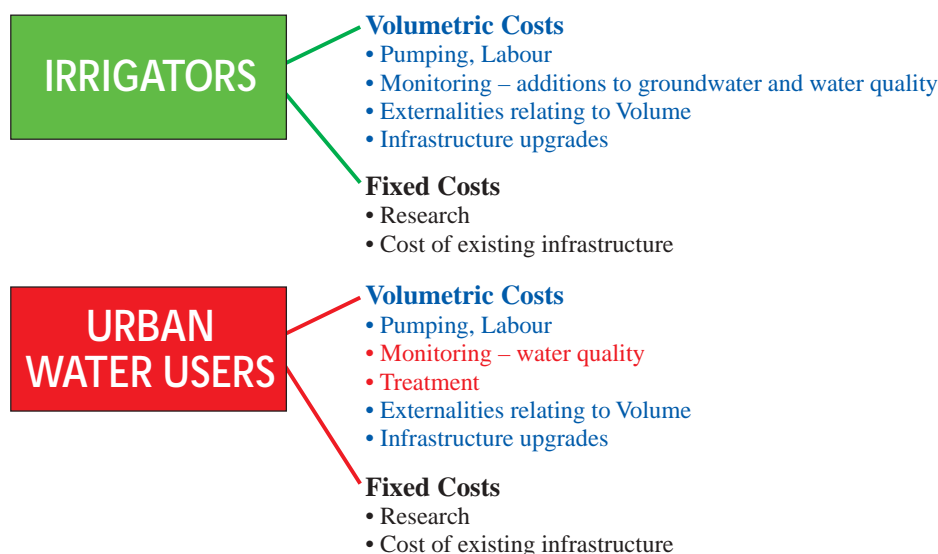 IRRIGATORS
Volumetric Costs
• Pumping, Labour
• Monitoring – additions to groundwater and water quality
• Externalities relating to Volume
• Infrastructure upgrades
Fixed Costs
• Research
• Cost of existing infrastructure
URBAN
WATER USERS
Volumetric Costs
• Pumping, Labour
• Monitoring – water quality
• Treatment
• Externalities relating to Volume
• Infrastructure upgrades
Fixed Costs
• Research
• Cost of existing infrastructure